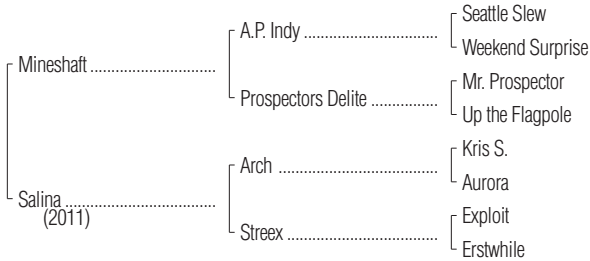 Seattle Slew
A.P. Indy ........................
Weekend Surprise
Mineshaft ......................
Mr. Prospector
Prospectors Delite ............
Up the Flagpole
Kris S.
Arch ............................
Aurora
Salina ..........................
(2011)
Exploit
Streex ...........................
Erstwhile